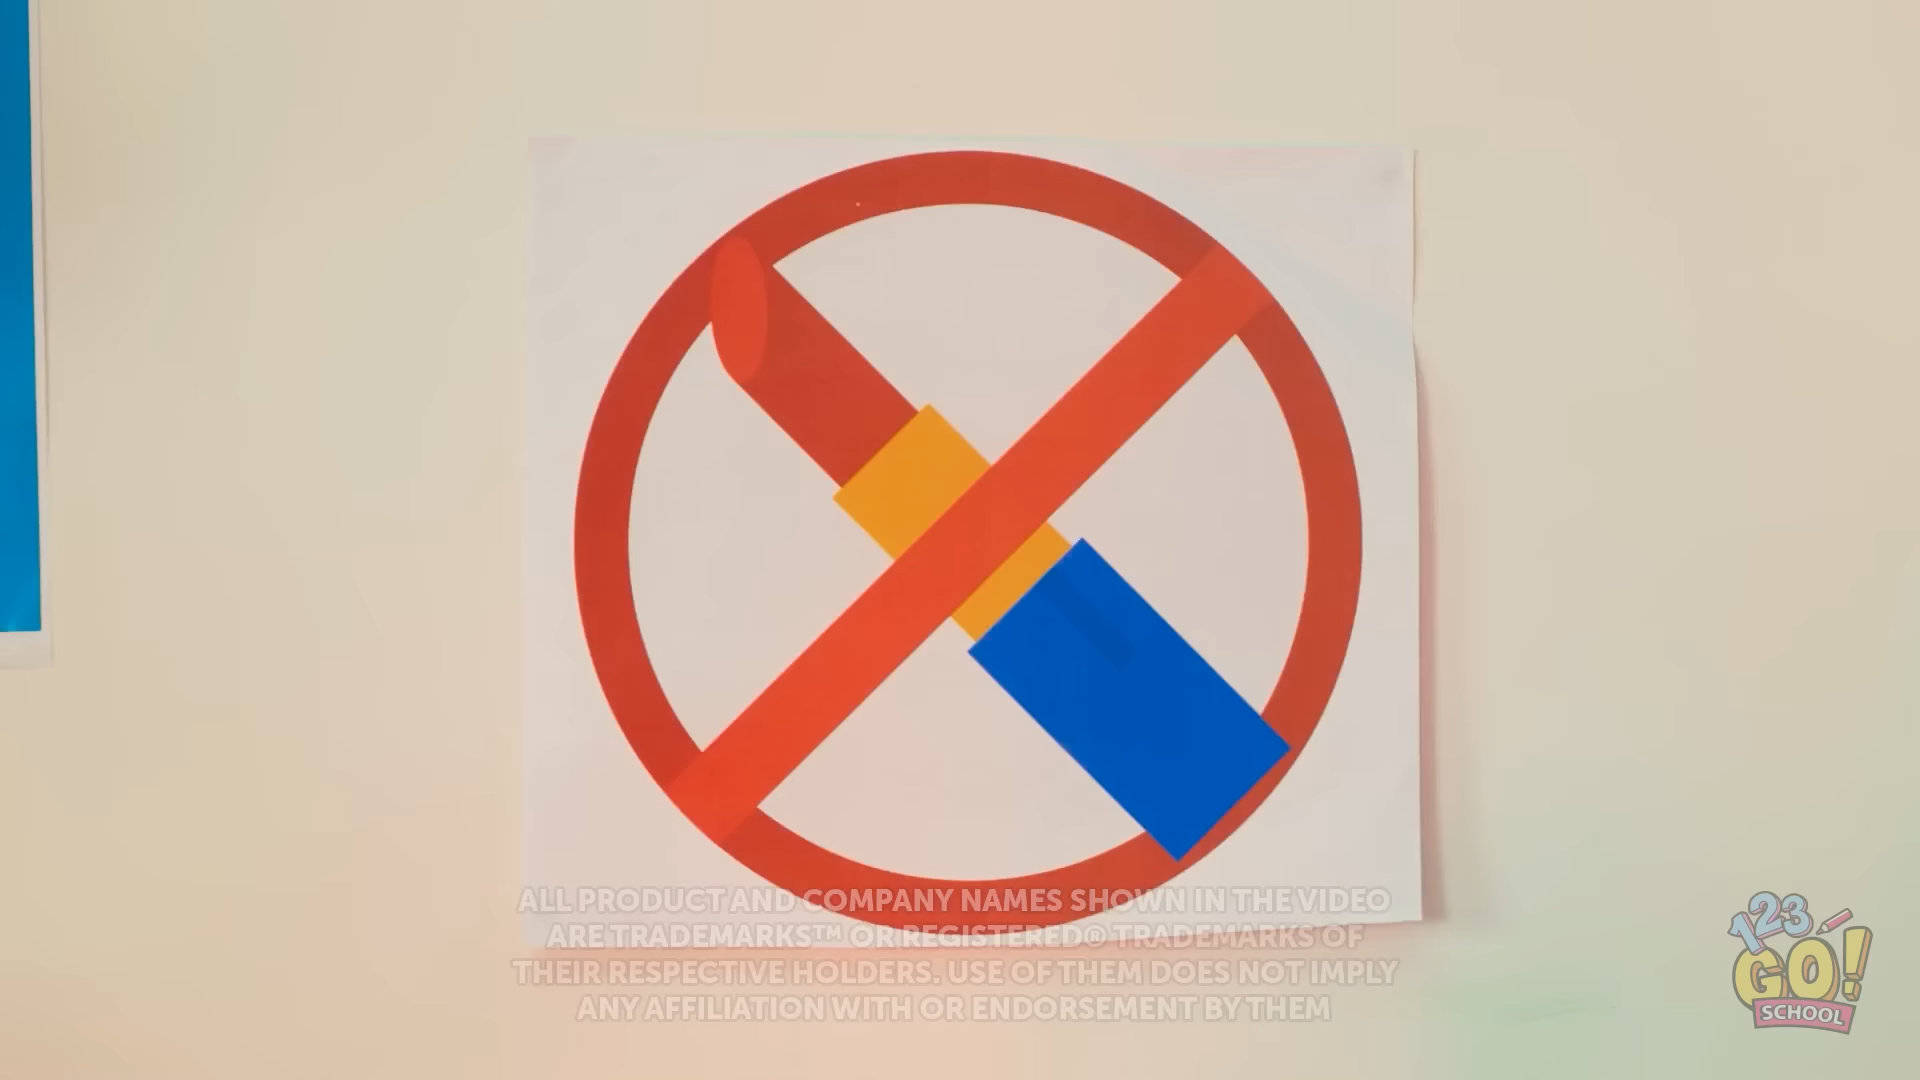 ALL PRODUCT AND COMPANY NAMES SHOWN IN THE VIDEO
ARE TRADEMARKS™ OR REGISTERED® TRADEMARKS OF
THEIR RESPECTIVE HOLDERS. USE OF THEM DOES NOT IMPLY
ANY AFFILIATION WITH OR ENDORSEMENT BY THEM
123
GO!
SCHOOL